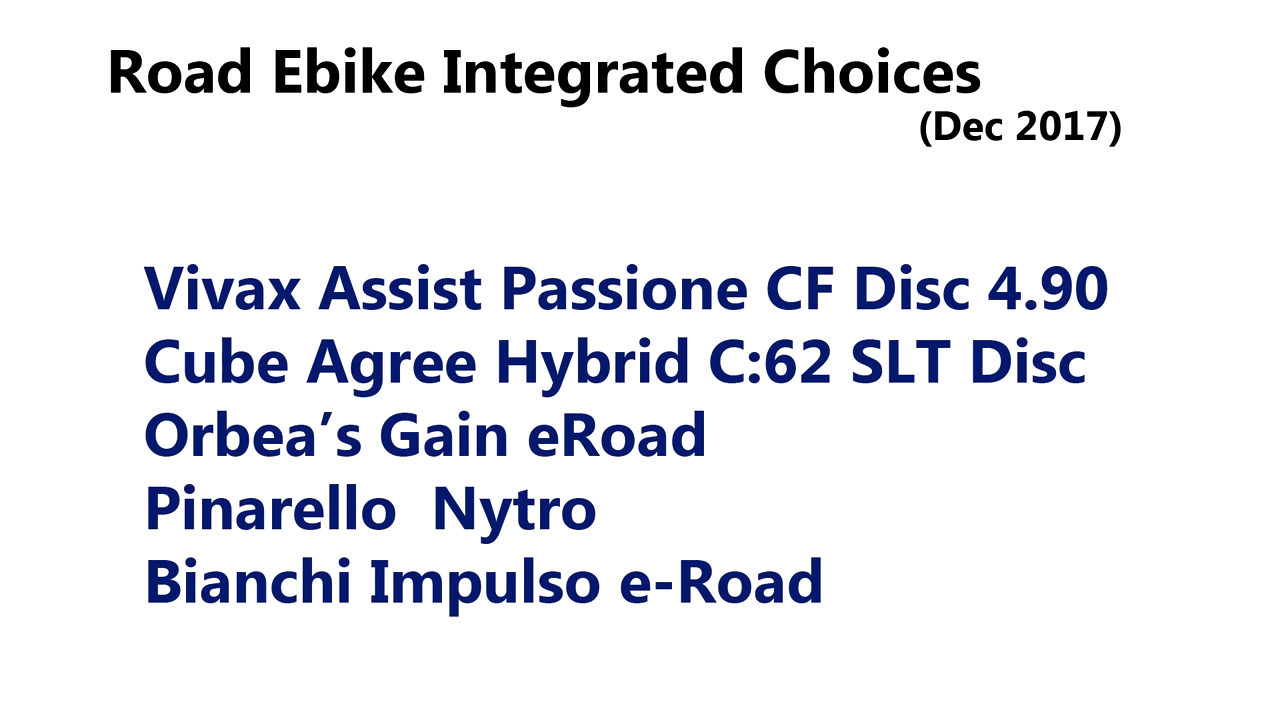 Road Ebike Integrated Choices
(Dec 2017)
Vivax Assist Passione CF Disc 4.90
Cube Agree Hybrid C:62 SLT Disc
Orbea’s Gain eRoad
Pinarello  Nytro
Bianchi Impulso e-Road